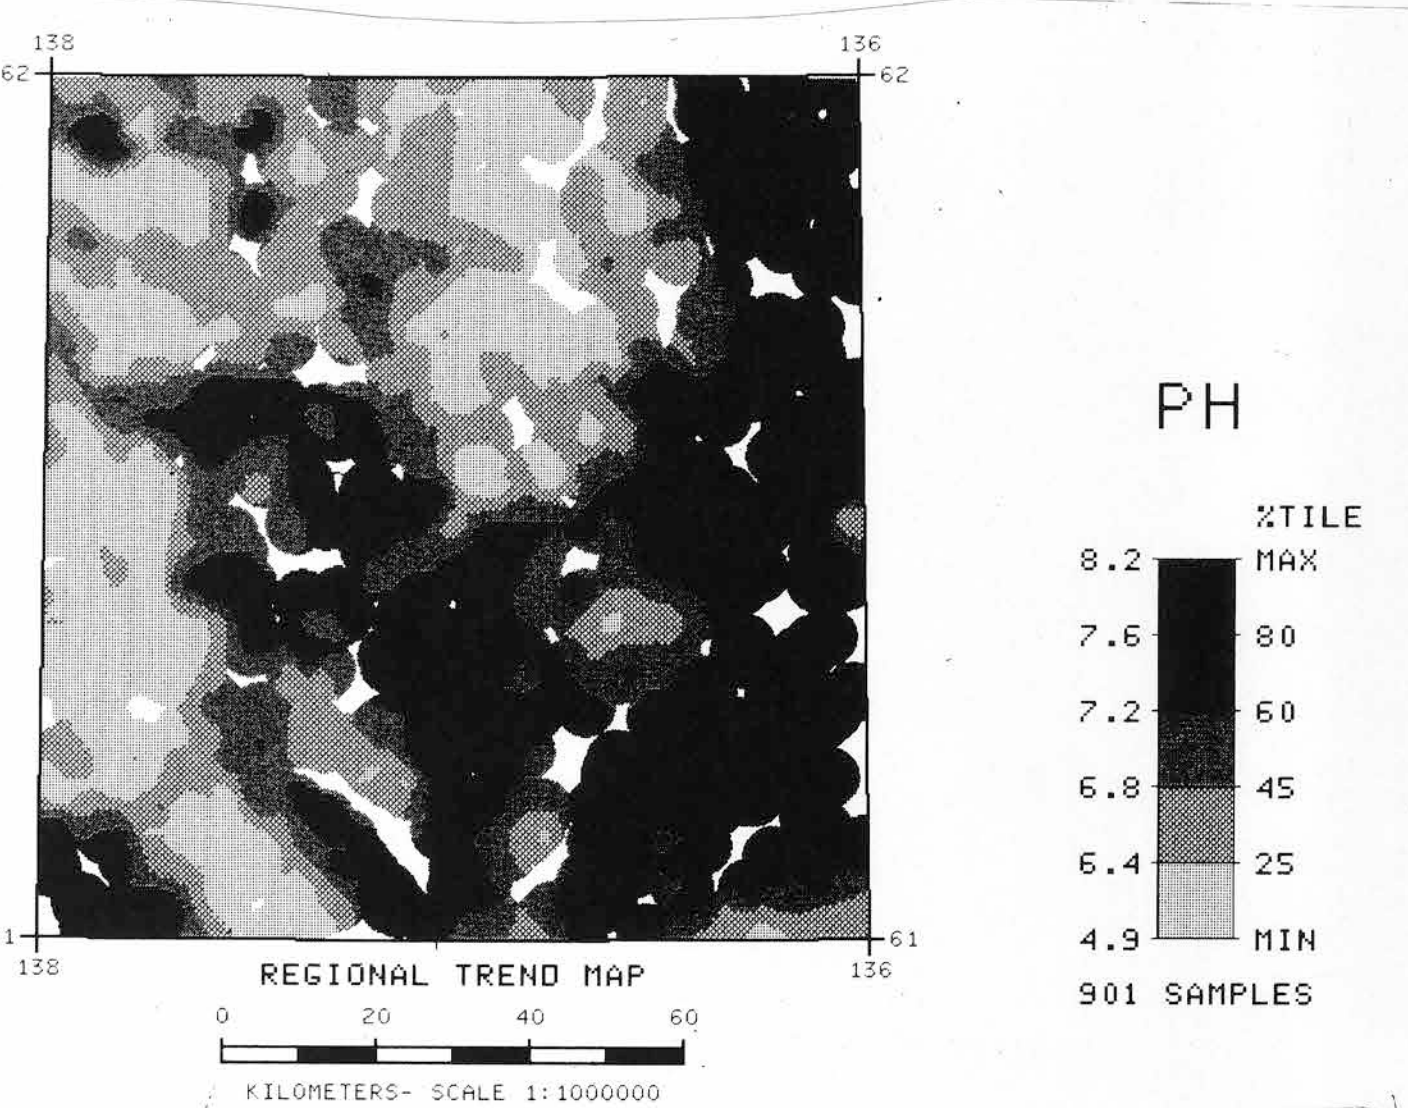 138 136
62 62
PH
%TILE
8.2 MAX
7.6 80
7.2 60
6.8 45
6.4 25
4.9 MIN
1 61
138 136
REGIONAL TREND MAP
901 SAMPLES
0 20 40 60
KILOMETERS- SCALE 1:1000000